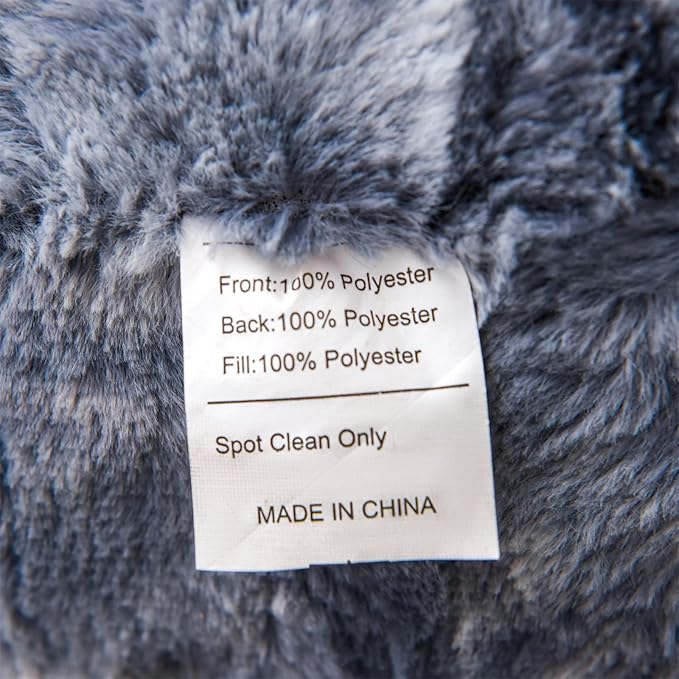 Front:100% Polyester
Back:100% Polyester
Fill:100% Polyester
Spot Clean Only
MADE IN CHINA